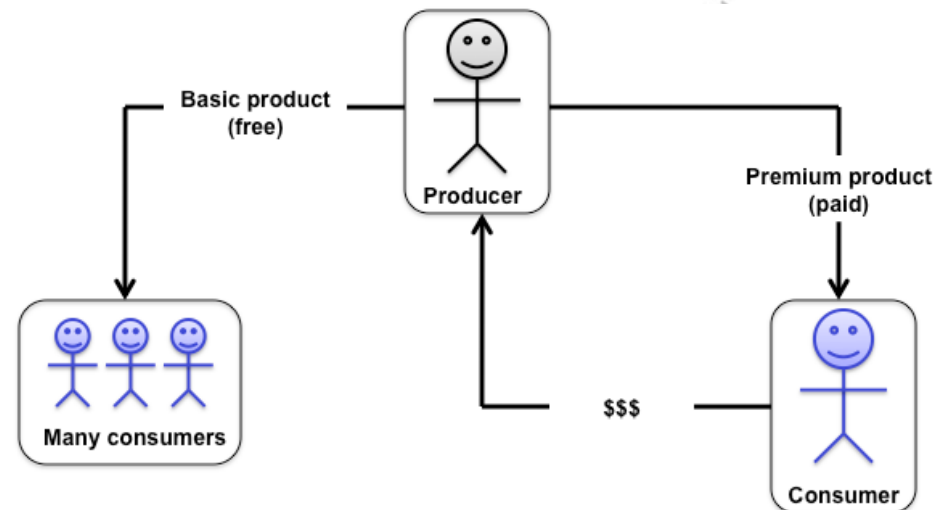 Basic product
(free)
Producer
Premium product
(paid)
Many consumers
$$$
Consumer